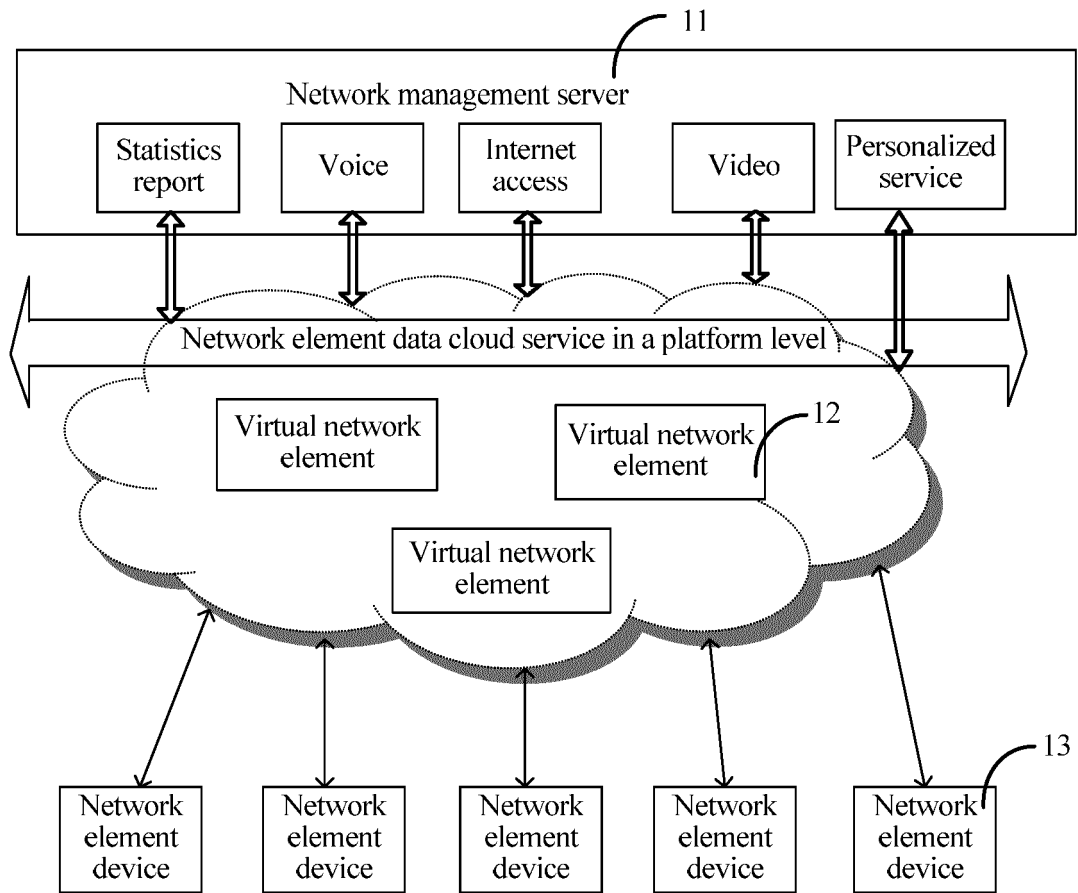 11
Network management server
Statistics
report
Voice
Internet
access
Video
Personalized
service
Network element data cloud service in a platform level
Virtual network
element
Virtual network
element
12
Virtual network
element
13
Network
element
device
Network
element
device
Network
element
device
Network
element
device
Network
element
device